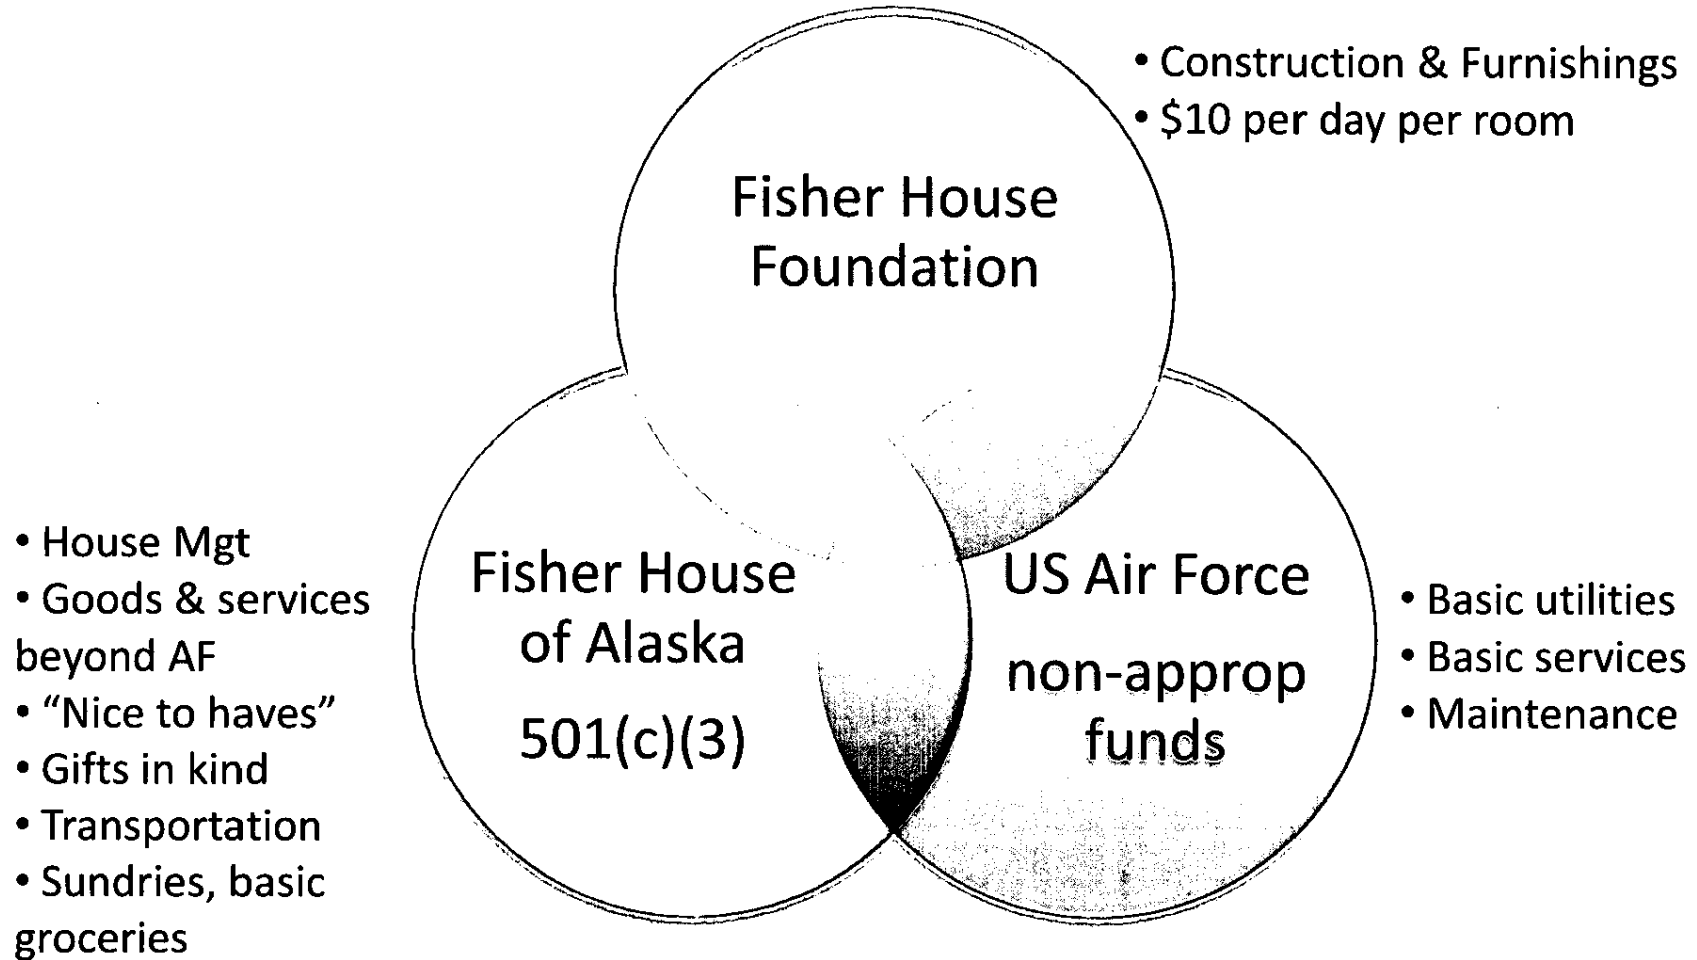 • Construction & Furnishings
• $10 per day per room
Fisher House
Foundation
• House Mgt
• Goods & services
beyond AF
• “Nice to haves”
• Gifts in kind
• Transportation
• Sundries, basic
groceries
Fisher House
of Alaska
501(c)(3)
US Air Force
non-approp
funds
• Basic utilities
• Basic services
• Maintenance